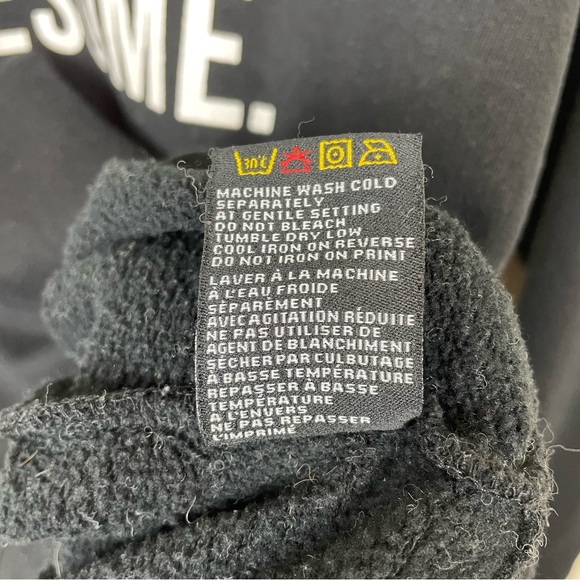 ESOME.
30°C
MACHINE WASH COLD
SEPARATELY
AT GENTLE SETTING
DO NOT BLEACH
TUMBLE DRY LOW
COOL IRON ON REVERSE
DO NOT IRON ON PRINT
LAVER À LA MACHINE
À L'EAU FROIDE
SÉPARÉMENT
AVEC AGITATION RÉDUITE
NE PAS UTILISER DE
AGENT DE BLANCHIMENT
SÉCHER PAR CULBUTAGE
À BASSE TEMPÉRATURE
REPASSER À BASSE
TEMPÉRATURE
À L'ENVERS
NE PAS REPASSER
L'IMPRIMÉ